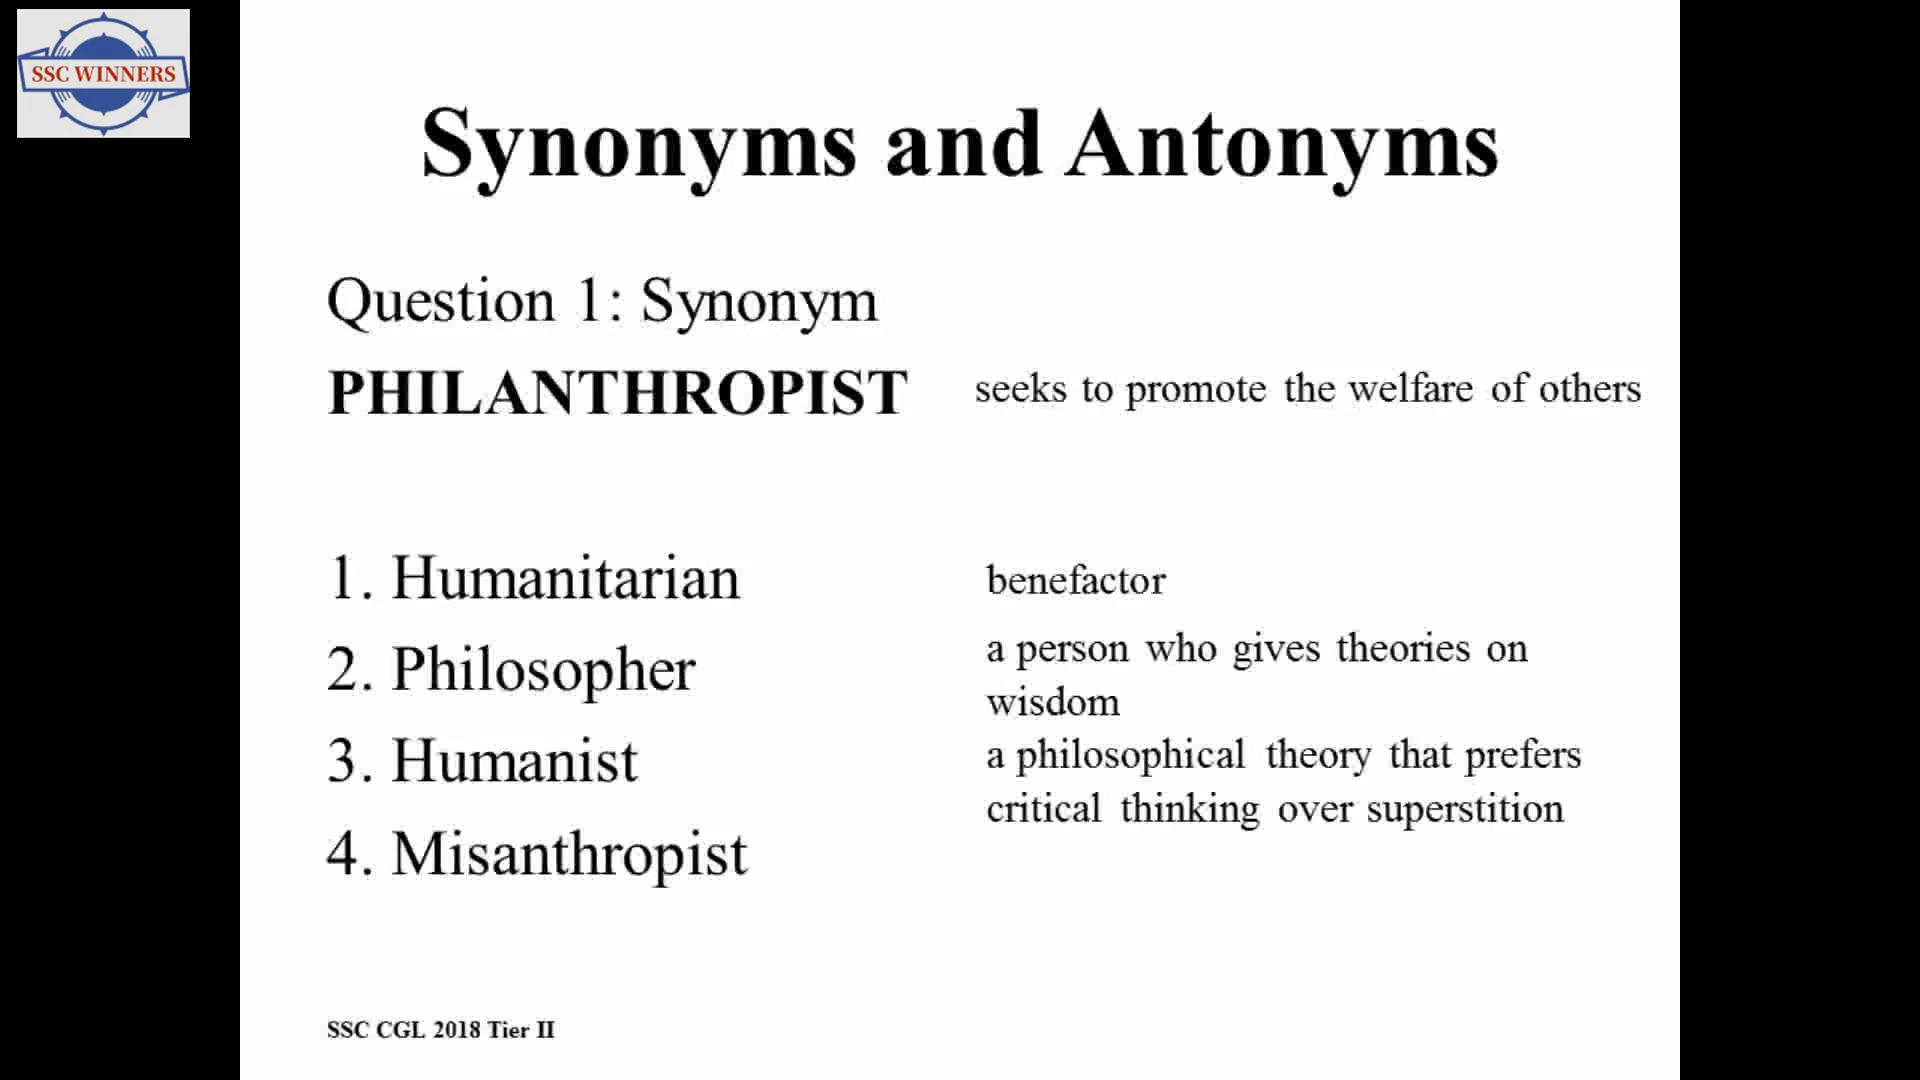 SSC WINNERS
Synonyms and Antonyms
Question 1: Synonym
PHILANTHROPIST seeks to promote the welfare of others
1. Humanitarian benefactor
2. Philosopher a person who gives theories on
wisdom
3. Humanist a philosophical theory that prefers
critical thinking over superstition
4. Misanthropist
SSC CGL 2018 Tier II